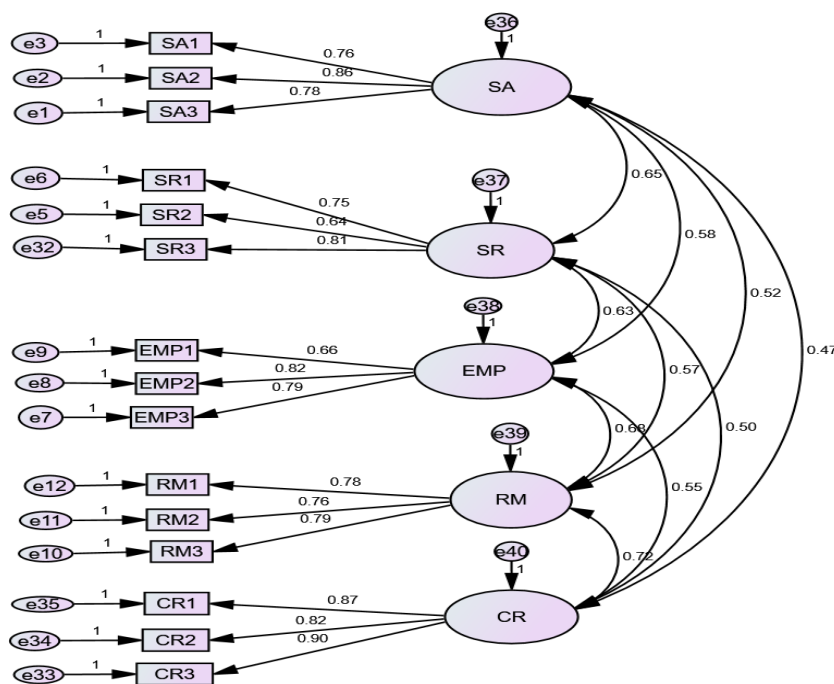 e36
e3 1 SA1 0.76 1
e2 1 SA2 0.86 SA
e1 1 SA3 0.78
e6 1 SR1 e37 0.65
e5 1 SR2 0.75 1
e32 1 SR3 0.64 SR 0.58
0.81
e38 0.63 0.52
e9 1 EMP1 0.66 1
e8 1 EMP2 0.82 EMP 0.57 0.47
e7 1 EMP3 0.79
e39 0.68 0.50
e12 1 RM1 0.78 1
e11 1 RM2 0.76 RM 0.55
e10 1 RM3 0.79
e40 0.72
e35 1 CR1 0.87 1
e34 1 CR2 0.82 CR
e33 1 CR3 0.90